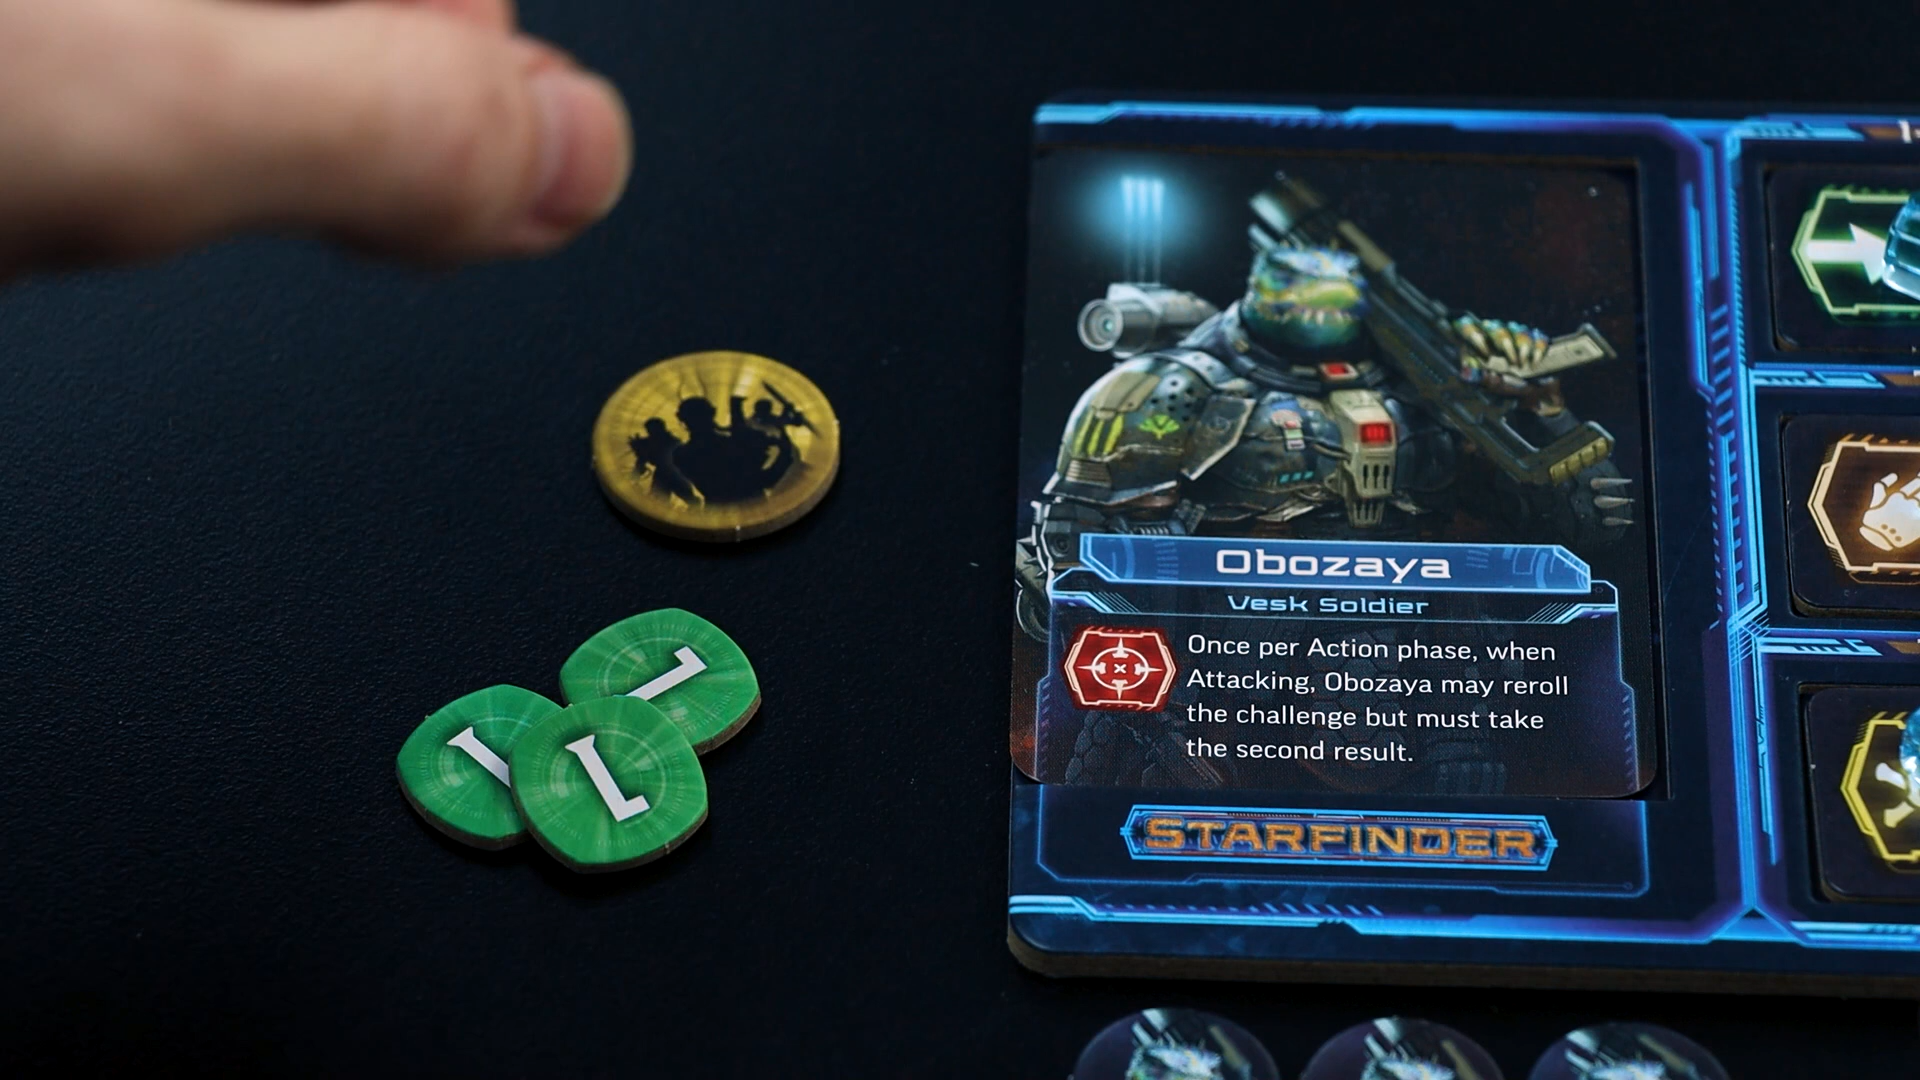 Obozaya
Vesk Soldier
Once per Action phase, when
Attacking, Obozaya may reroll
the challenge but must take
the second result.
STARFINDER
1
1
1